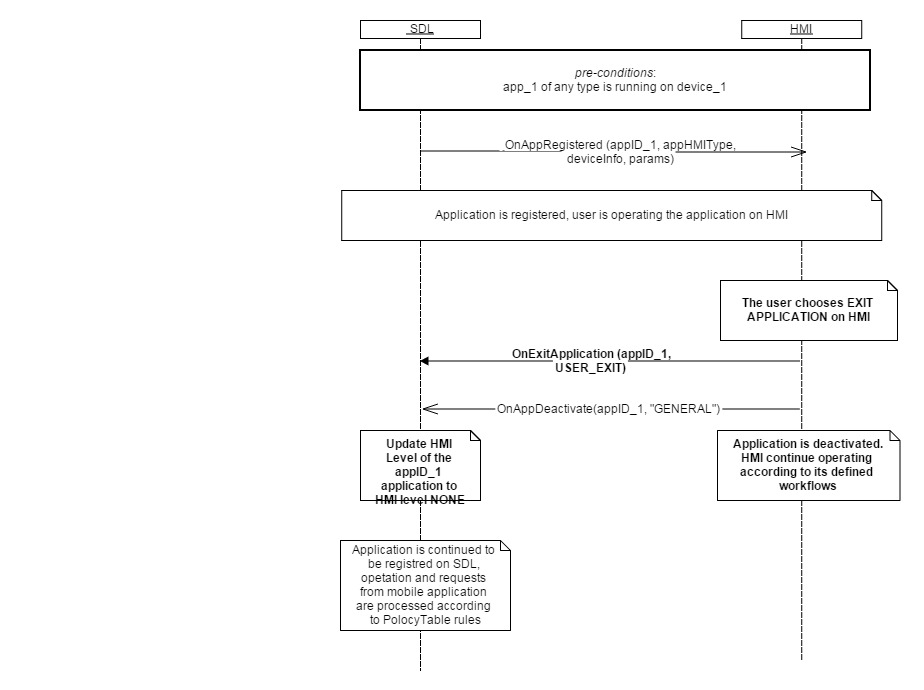 SDL
HMI
pre-conditions:
app_1 of any type is running on device_1
OnAppRegistered (appID_1, appHMIType,
deviceInfo, params)
Application is registered, user is operating the application on HMI
The user chooses EXIT
APPLICATION on HMI
OnExitApplication (appID_1,
USER_EXIT)
OnAppDeactivate(appID_1, "GENERAL")
Update HMI
Level of the
appID_1
application to
HMI level NONE
Application is deactivated.
HMI continue operating
according to its defined
workflows
Application is continued to
be registred on SDL,
opetation and requests
from mobile application
are processed according
to PolocyTable rules